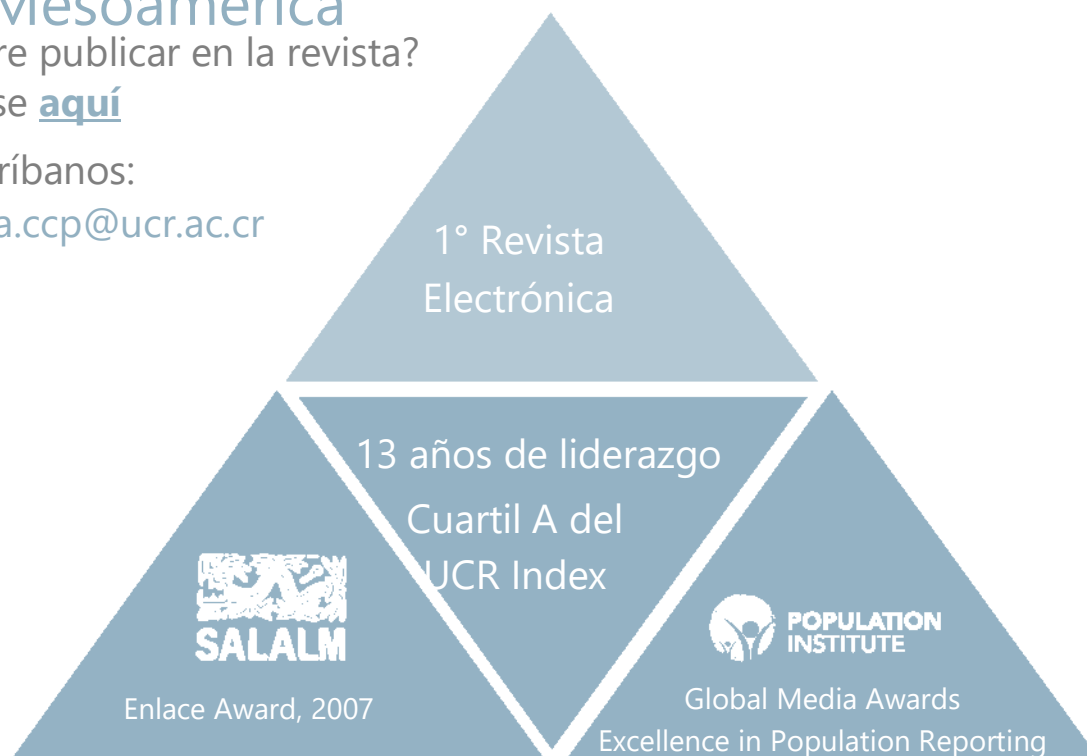 Mesoamérica
re publicar en la revista?
se aquí
ríbanos:
a.ccp@ucr.ac.cr
1° Revista
Electrónica
13 años de liderazgo
Cuartil A del
UCR Index
SALALM
Enlace Award, 2007
POPULATION
INSTITUTE
Global Media Awards
Excellence in Population Reporting